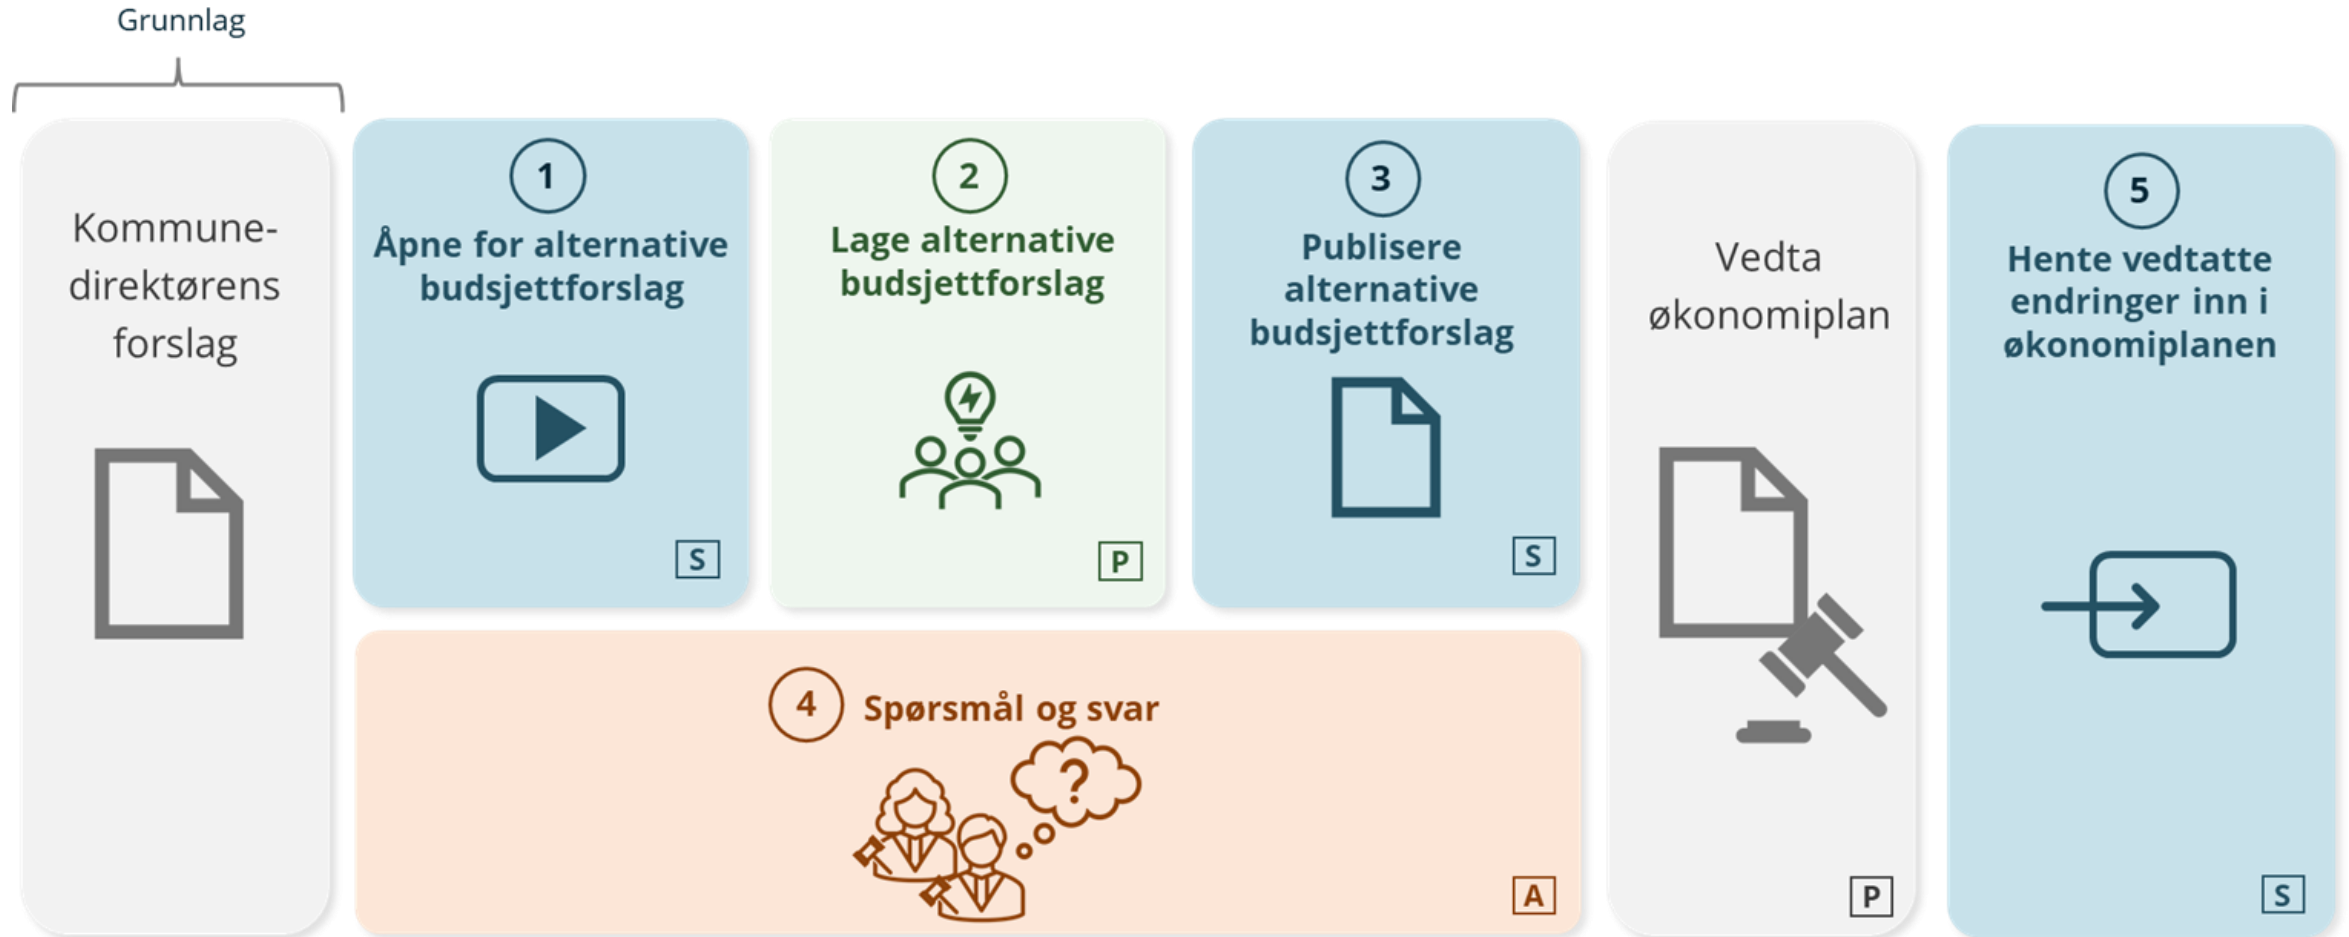 Grunnlag
Kommune-
direktørens
forslag
1
Åpne for alternative
budsjettforslag
S
2
Lage alternative
budsjettforslag
P
3
Publisere
alternative
budsjettforslag
S
4
Spørsmål og svar
?
A
Vedta
økonomiplan
P
5
Hente vedtatte
endringer inn i
økonomiplanen
S